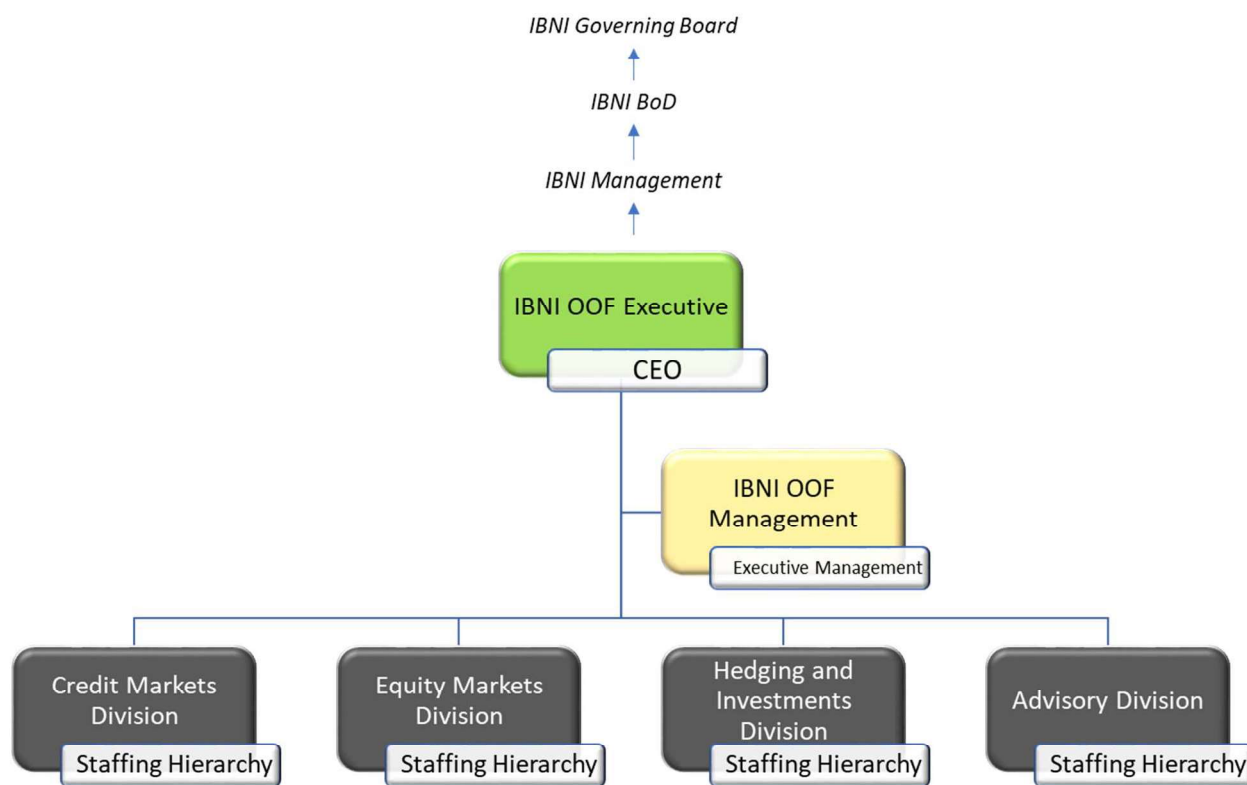 IBNI Governing Board
IBNI BoD
IBNI Management
IBNI OOF Executive
CEO
IBNI OOF
Management
Executive Management
Credit Markets
Division
Staffing Hierarchy
Equity Markets
Division
Staffing Hierarchy
Hedging and
Investments
Division
Staffing Hierarchy
Advisory Division
Staffing Hierarchy